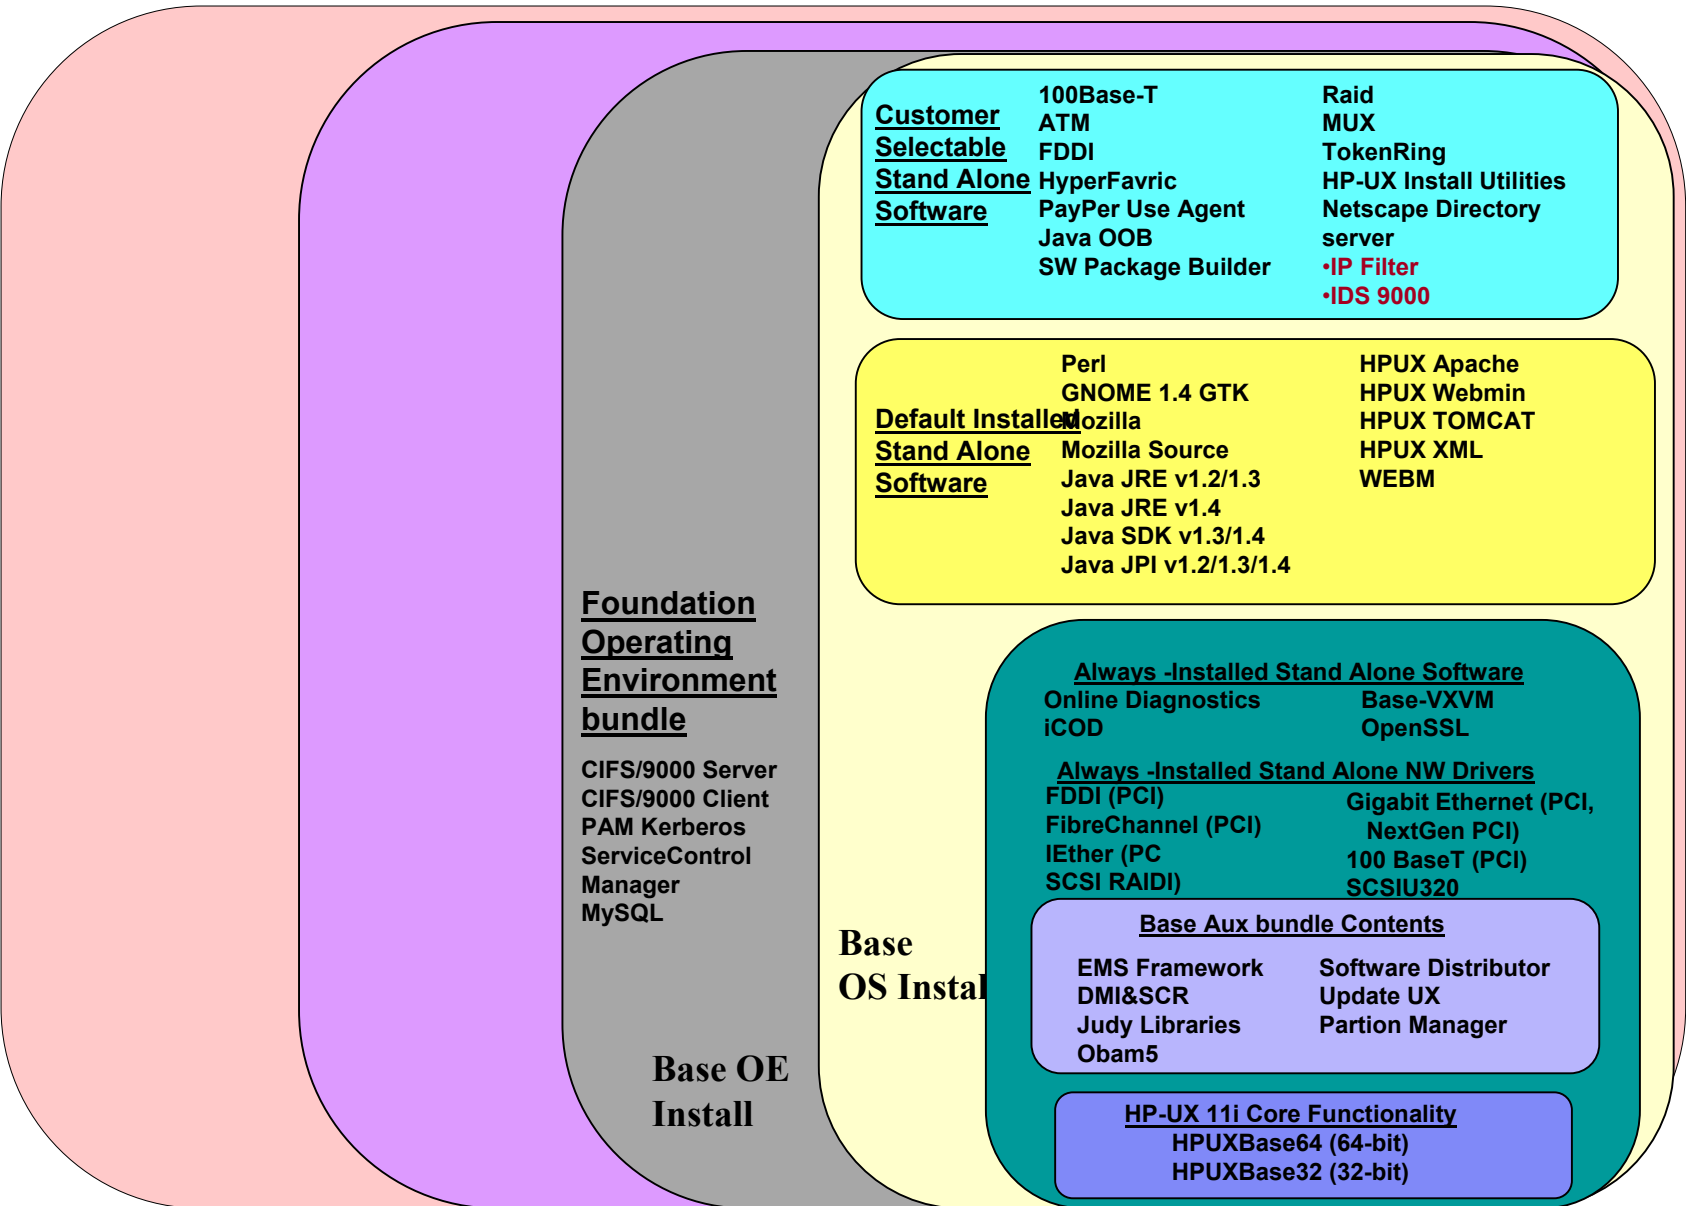 Customer
Selectable
Stand Alone
Software
100Base-T
ATM
FDDI
HyperFavric
PayPer Use Agent
Java OOB
SW Package Builder
Raid
MUX
TokenRing
HP-UX Install Utilities
Netscape Directory
server
•IP Filter
•IDS 9000
Default Installed
Stand Alone
Software
Perl
GNOME 1.4 GTK
Mozilla
Mozilla Source
Java JRE v1.2/1.3
Java JRE v1.4
Java SDK v1.3/1.4
Java JPI v1.2/1.3/1.4
HPUX Apache
HPUX Webmin
HPUX TOMCAT
HPUX XML
WEBM
Foundation
Operating
Environment
bundle
CIFS/9000 Server
CIFS/9000 Client
PAM Kerberos
ServiceControl
Manager
MySQL
Base OE
Install
Base
OS Instal
Always -Installed Stand Alone Software
Online Diagnostics
iCOD
Base-VXVM
OpenSSL
Always -Installed Stand Alone NW Drivers
FDDI (PCI)
FibreChannel (PCI)
IEther (PC
SCSI RAIDI)
Gigabit Ethernet (PCI,
NextGen PCI)
100 BaseT (PCI)
SCSIU320
Base Aux bundle Contents
EMS Framework
DMI&SCR
Judy Libraries
Obam5
Software Distributor
Update UX
Partion Manager
HP-UX 11i Core Functionality
HPUXBase64 (64-bit)
HPUXBase32 (32-bit)